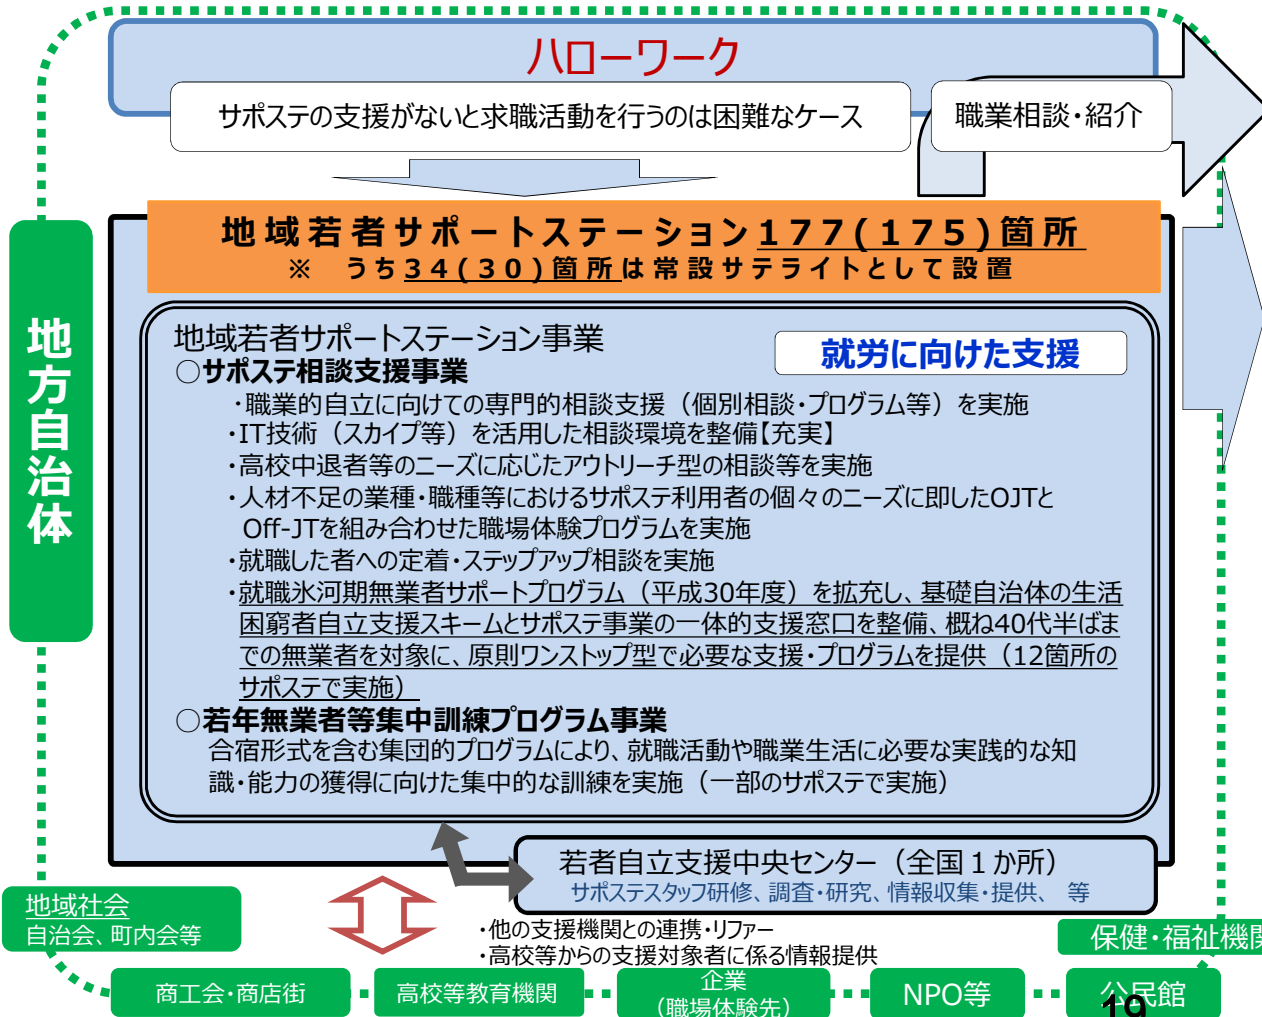 ハローワーク
サポステの支援がないと求職活動を行うのは困難なケース
職業相談・紹介
地域若者サポートステーション177(175)箇所
※　うち34(30)箇所は常設サテライトとして設置
地方自治体
地域若者サポートステーション事業
就労に向けた支援
○サポステ相談支援事業
・職業的自立に向けての専門的相談支援（個別相談・プログラム等）を実施
・IT技術（スカイプ等）を活用した相談環境を整備【充実】
・高校中退者等のニーズに応じたアウトリーチ型の相談等を実施
・人材不足の業種・職種等におけるサポステ利用者の個々のニーズに即したOJTと
Off-JTを組み合わせた職場体験プログラムを実施
・就職した者への定着・ステップアップ相談を実施
・就職氷河期無業者サポートプログラム（平成30年度）を拡充し、基礎自治体の生活
困窮者自立支援スキームとサポステ事業の一体的支援窓口を整備、概ね40代半ばま
での無業者を対象に、原則ワンストップ型で必要な支援・プログラムを提供（12箇所の
サポステで実施）
○若年無業者等集中訓練プログラム事業
合宿形式を含む集団的プログラムにより、就職活動や職業生活に必要な実践的な知
識・能力の獲得に向けた集中的な訓練を実施（一部のサポステで実施）
若者自立支援中央センター（全国１か所）
サポステスタッフ研修、調査・研究、情報収集・提供、　等
地域社会
自治会、町内会等
・他の支援機関との連携・リファー
・高校等からの支援対象者に係る情報提供
保健・福祉機関
商工会・商店街
高校等教育機関
企業
（職場体験先）
NPO等
公民館
19